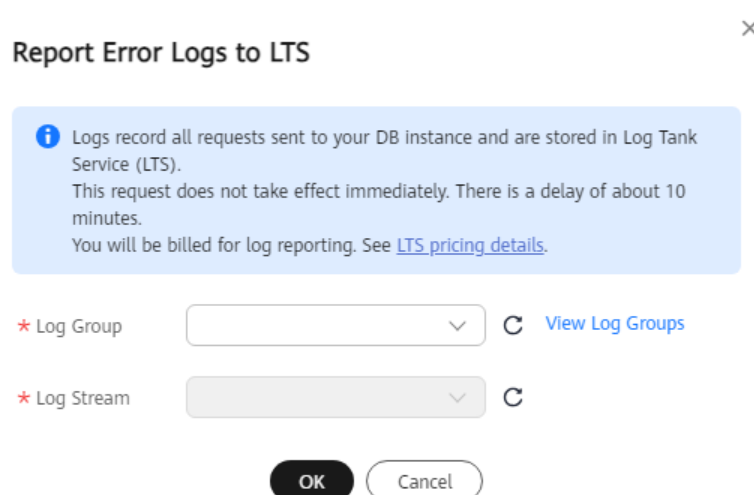 Report Error Logs to LTS
Logs record all requests sent to your DB instance and are stored in Log Tank
Service (LTS).
This request does not take effect immediately. There is a delay of about 10
minutes.
You will be billed for log reporting. See LTS pricing details.
* Log Group
View Log Groups
* Log Stream
OK
Cancel